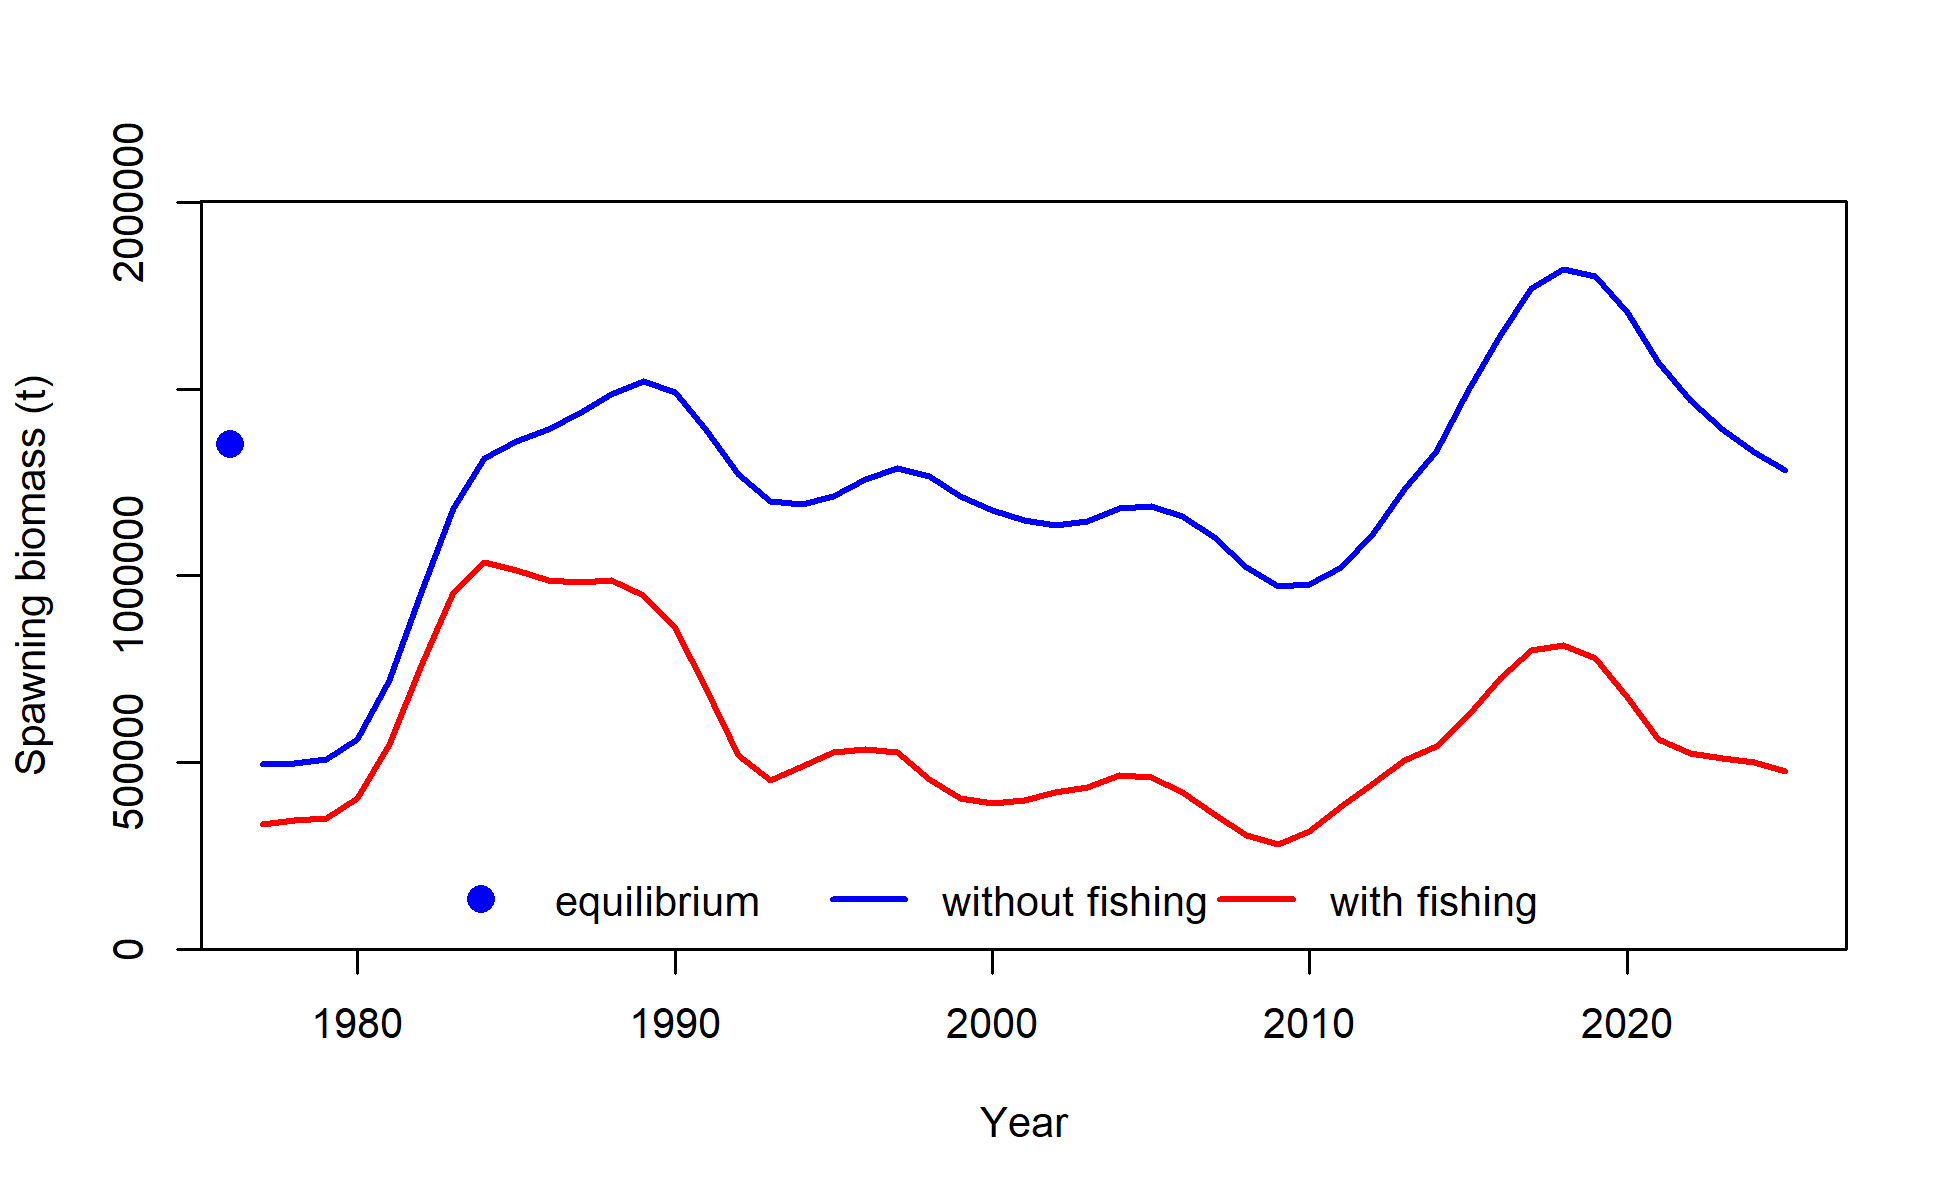 Spawning biomass (t)
2000000
1000000
500000
0
equilibrium without fishing with fishing
1980 1990 2000 2010 2020
Year